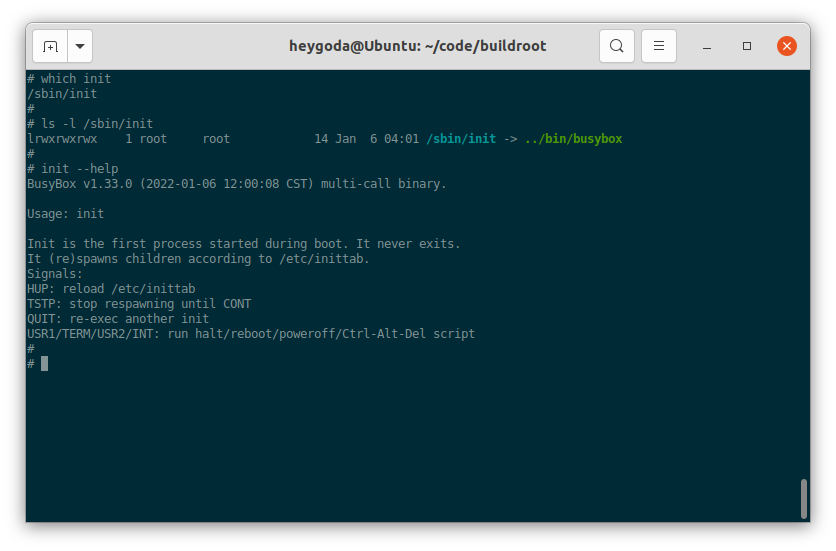 heygoda@Ubuntu: ~/code/buildroot
# which init
/sbin/init
#
# ls -l /sbin/init
lrwxrwxrwx    1 root     root            14 Jan  6 04:01 /sbin/init -> ../bin/busybox
#
# init --help
BusyBox v1.33.0 (2022-01-06 12:00:08 CST) multi-call binary.

Usage: init

Init is the first process started during boot. It never exits.
It (re)spawns children according to /etc/inittab.
Signals:
HUP: reload /etc/inittab
TSTP: stop respawning until CONT
QUIT: re-exec another init
USR1/TERM/USR2/INT: run halt/reboot/poweroff/Ctrl-Alt-Del script
#
#